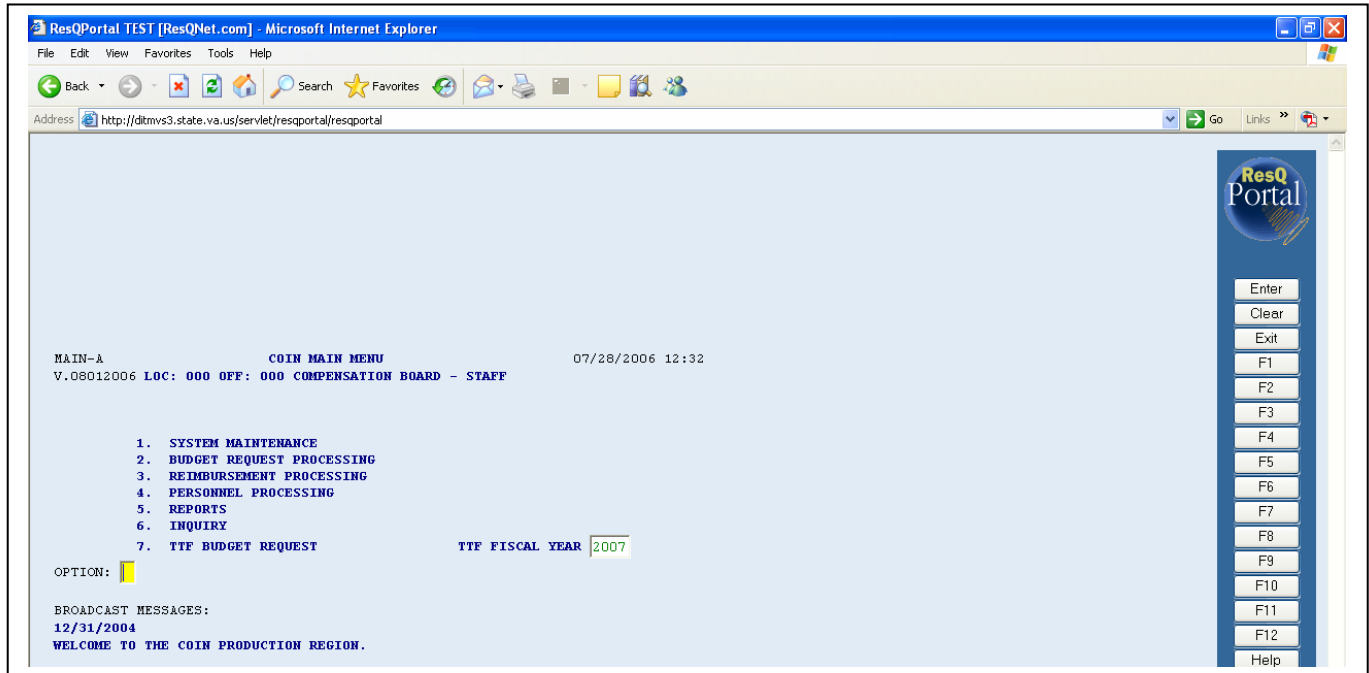 ResQPortal TEST [ResQNet.com] - Microsoft Internet Explorer
File Edit View Favorites Tools Help
Back Search Favorites
Address http://ditmvs3.state.va.us/servlet/resqportal/resqportal Go Links »
ResQ
Portal
Enter
Clear
Exit
MAIN-A COIN MAIN MENU 07/28/2006 12:32
F1
V.08012006 LOC: 000 OFF: 000 COMPENSATION BOARD - STAFF
F2
F3
1. SYSTEM MAINTENANCE
F4
2. BUDGET REQUEST PROCESSING
F5
3. REIMBURSEMENT PROCESSING
4. PERSONNEL PROCESSING
F6
5. REPORTS
F7
6. INQUIRY
F8
7. TTF BUDGET REQUEST TTF FISCAL YEAR 2007
F9
OPTION:
F10
BROADCAST MESSAGES:
F11
12/31/2004
F12
WELCOME TO THE COIN PRODUCTION REGION.
Help